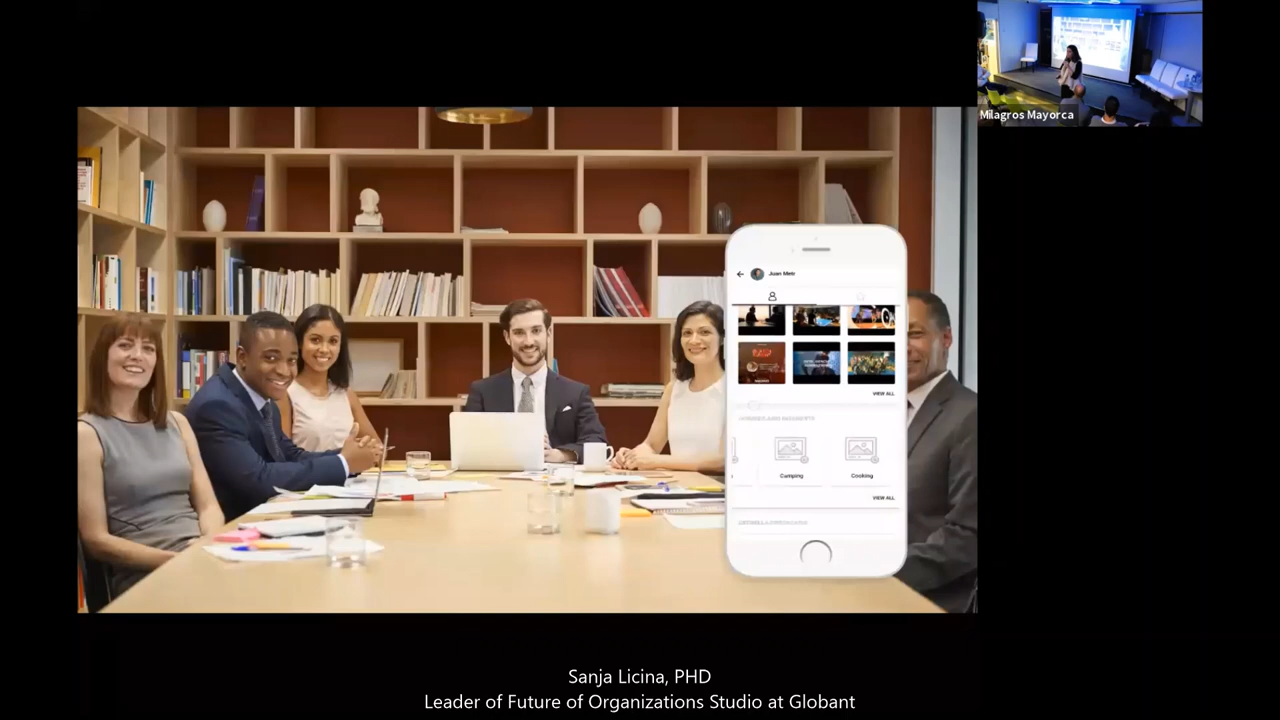 Milagros Mayorca
Juan Metr
VIEW ALL
Camping
Cooking
VIEW ALL
Sanja Licina, PHD
Leader of Future of Organizations Studio at Globant